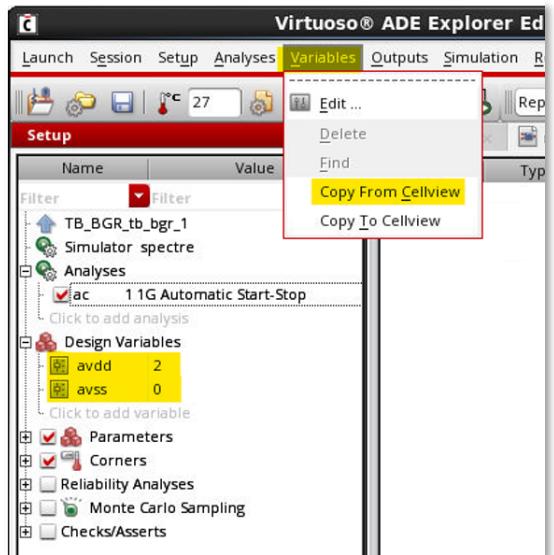 Virtuoso® ADE Explorer Ed
Launch Session Setup Analyses Variables Outputs Simulation R
°C 27 Rep
Edit ...
Delete
Find
Copy From Cellview
Copy To Cellview
Setup
Name Value Typ
Filter Filter
TB_BGR_tb_bgr_1
Simulator spectre
Analyses
ac 1 1G Automatic Start-Stop
Click to add analysis
Design Variables
avdd 2
avss 0
Click to add variable
Parameters
Corners
Reliability Analyses
Monte Carlo Sampling
Checks/Asserts